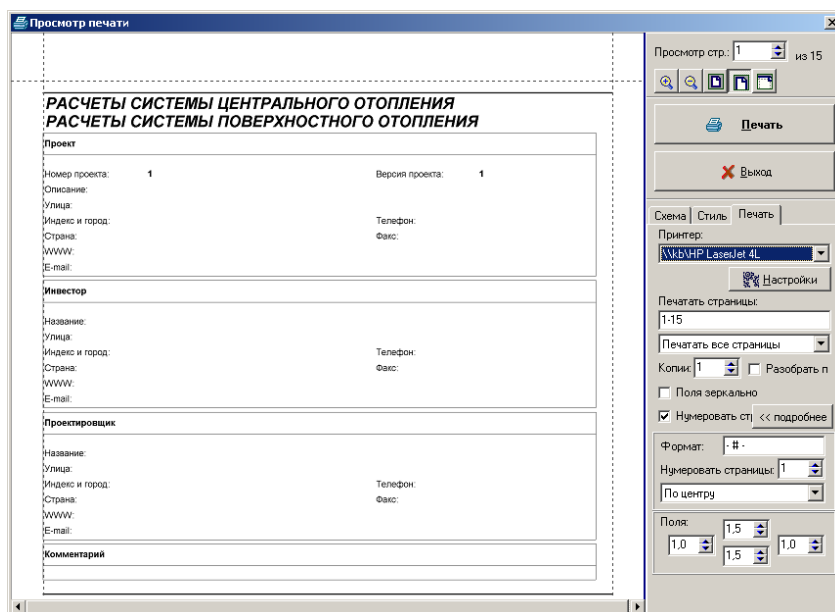 Просмотр печати
РАСЧЕТЫ СИСТЕМЫ ЦЕНТРАЛЬНОГО ОТОПЛЕНИЯ
РАСЧЕТЫ СИСТЕМЫ ПОВЕРХНОСТНОГО ОТОПЛЕНИЯ
Проект
Номер проекта: 1 Версия проекта: 1
Описание:
Улица:
Индекс и город: Телефон:
Страна: Факс:
WWW:
E-mail:
Инвестор
Название:
Улица:
Индекс и город: Телефон:
Страна: Факс:
WWW:
E-mail:
Проектировщик
Название:
Улица:
Индекс и город: Телефон:
Страна: Факс:
WWW:
E-mail:
Комментарий
Просмотр стр.: 1 из 15
Печать
Выход
Схема Стиль Печать
Принтер:
\\kb\HP LaserJet 4L
Настройки
Печатать страницы:
1-15
Печатать все страницы
Копии: 1 Разобрать п
Поля зеркально
Нумеровать стр << подробнее
Формат: - # -
Нумеровать страницы: 1
По центру
Поля:
1,5
1,0 1,0
1,5